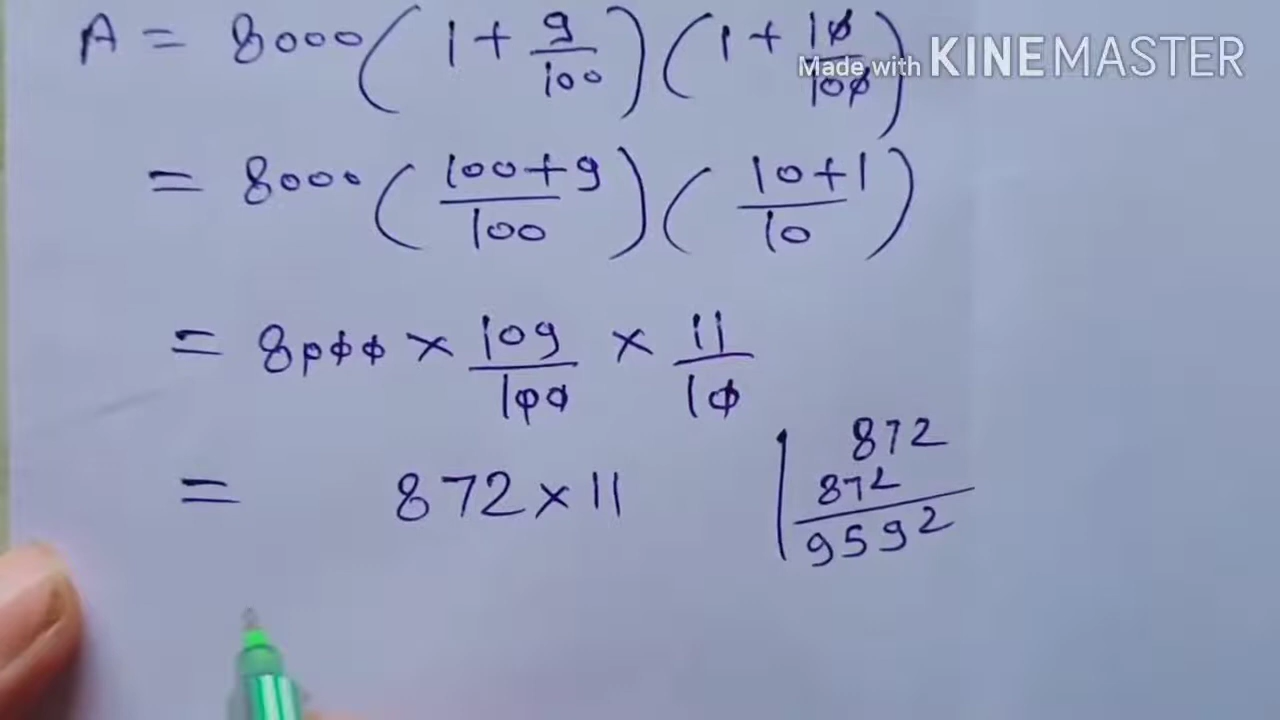 A = 8000 ( 1 + 9/100 ) ( 1 + 10/100 )
Made with KINEMASTER
= 8000 ( 100+9/100 ) ( 10+1/10 )
= 8000 × 109/100 × 11/10
= 872 × 11
872
872
9592